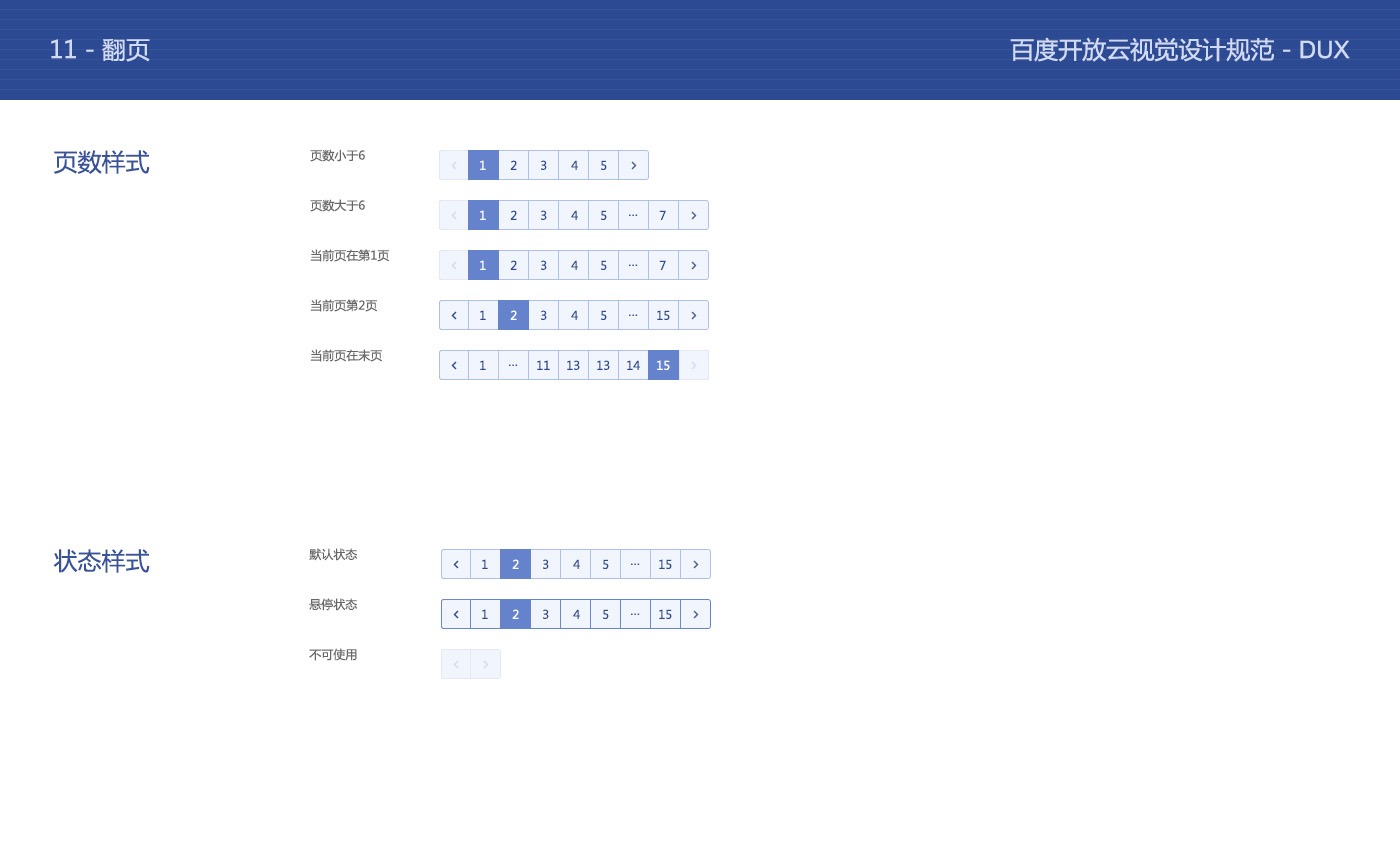 11 - 翻页
百度开放云视觉设计规范 - DUX
页数样式
页数小于6
‹ 1 2 3 4 5 ›
页数大于6
‹ 1 2 3 4 5 ··· 7 ›
当前页在第1页
‹ 1 2 3 4 5 ··· 7 ›
当前页第2页
‹ 1 2 3 4 5 ··· 15 ›
当前页在末页
‹ 1 ··· 11 13 13 14 15 ›
状态样式
默认状态
‹ 1 2 3 4 5 ··· 15 ›
悬停状态
‹ 1 2 3 4 5 ··· 15 ›
不可使用
‹ ›